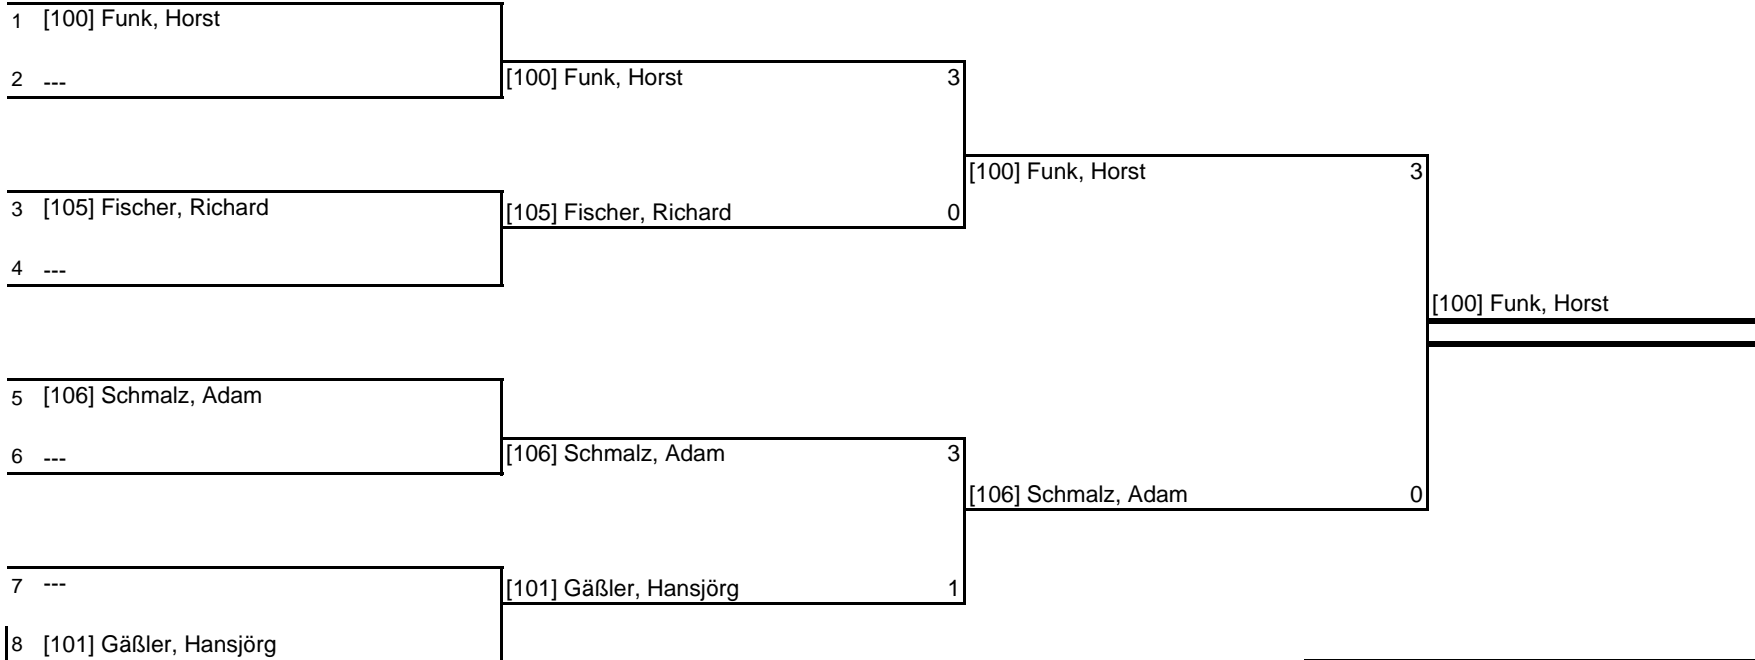 1 [100] Funk, Horst
2 ---
[100] Funk, Horst 3
[100] Funk, Horst 3
3 [105] Fischer, Richard
[105] Fischer, Richard 0
4 ---
[100] Funk, Horst
5 [106] Schmalz, Adam
6 ---
[106] Schmalz, Adam 3
[106] Schmalz, Adam 0
7 ---
[101] Gäßler, Hansjörg 1
8 [101] Gäßler, Hansjörg